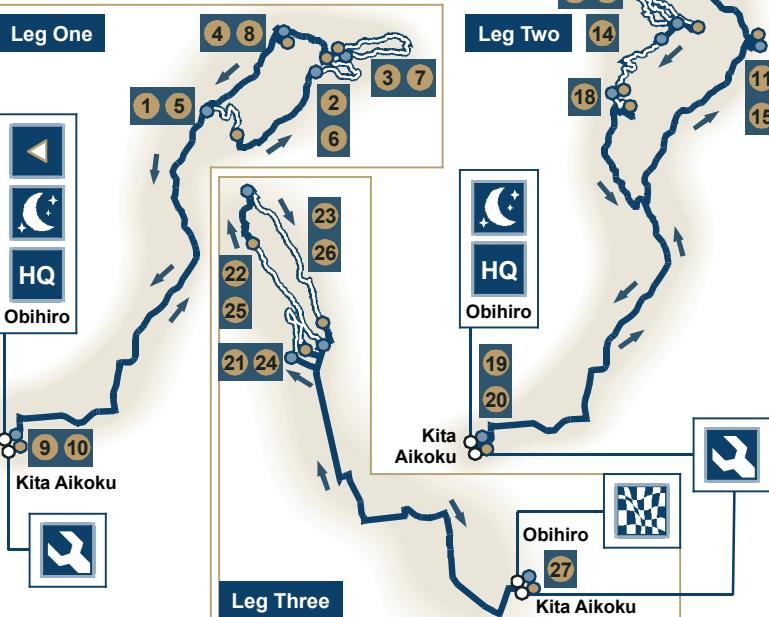 Leg One
4 8
3 7
2
6
1 5
HQ
Obihiro
9 10
Kita Aikoku
Leg Two
14
18
11
15
HQ
Obihiro
19
20
Kita
Aikoku
23
26
22
25
21 24
Obihiro
27
Kita Aikoku
Leg Three